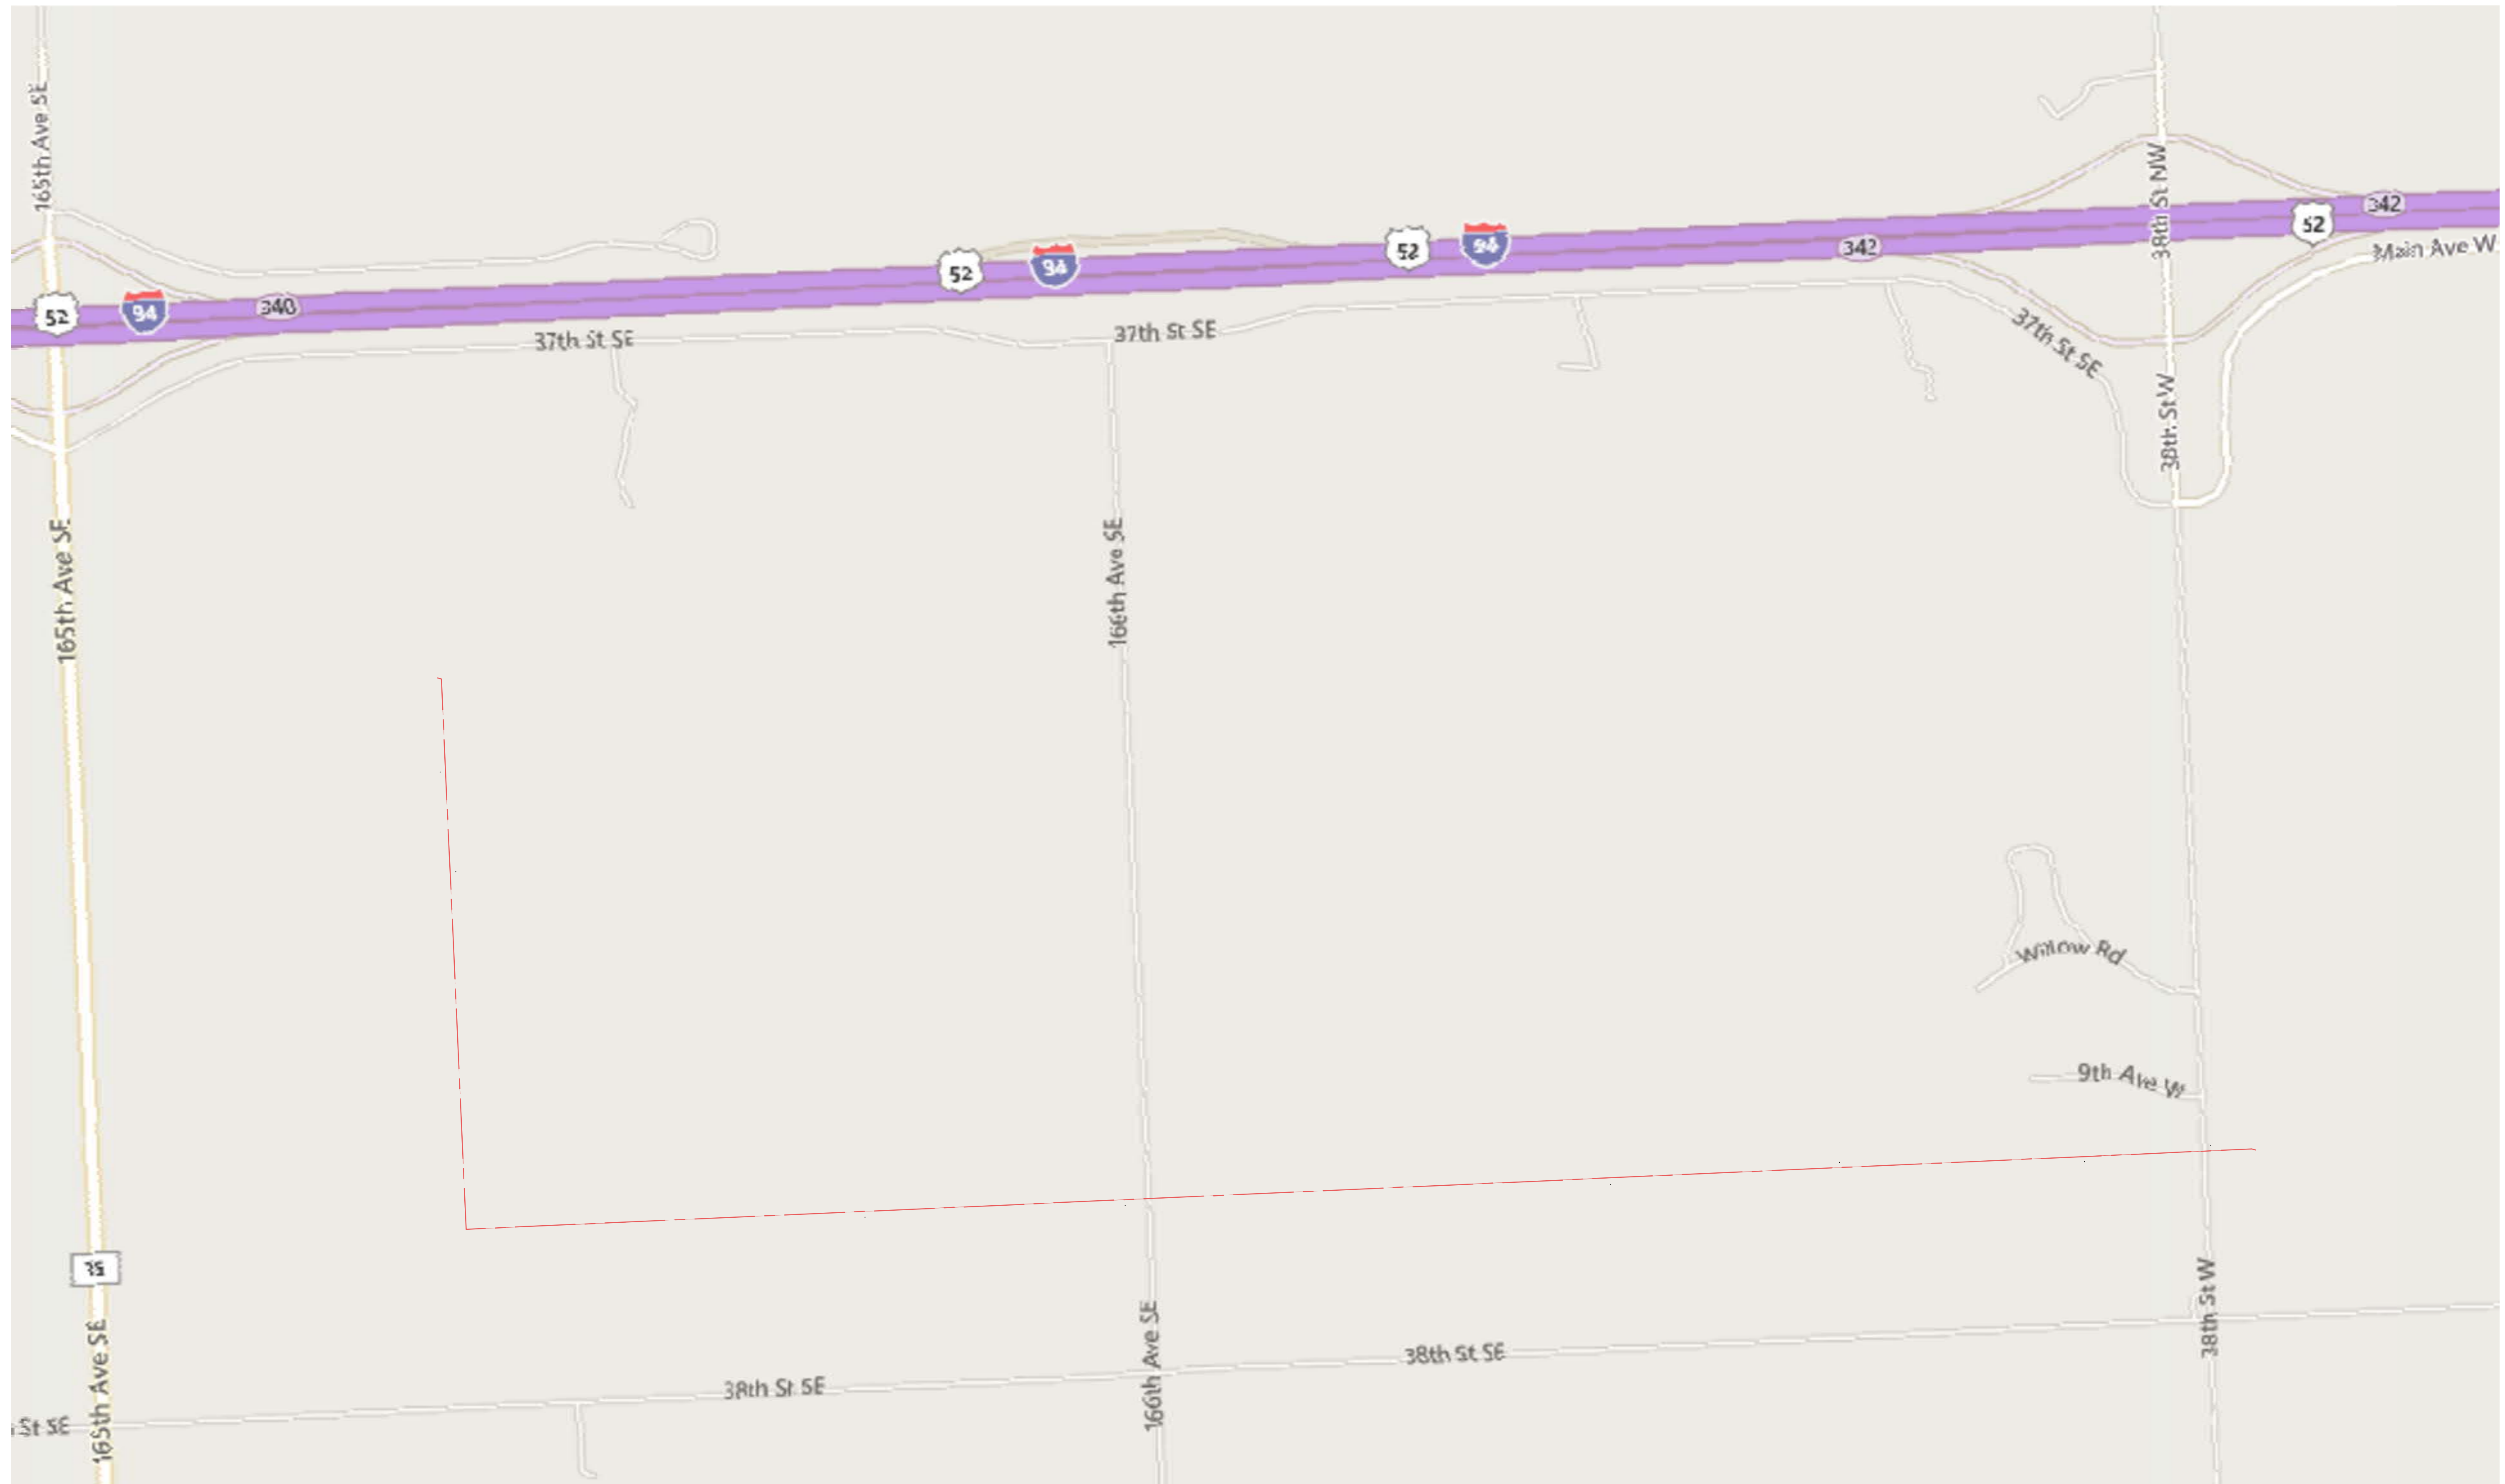 165th Ave SE
38th St NW
342
52
52
94
52
94
342
Main Ave W
52
94
340
37th St SE
37th St SE
37th St SE
38th St W
165th Ave SE
166th Ave SE
Willow Rd
9th Ave W
35
38th St W
165th Ave SE
166th Ave SE
38th St SE
38th St SE
St SE